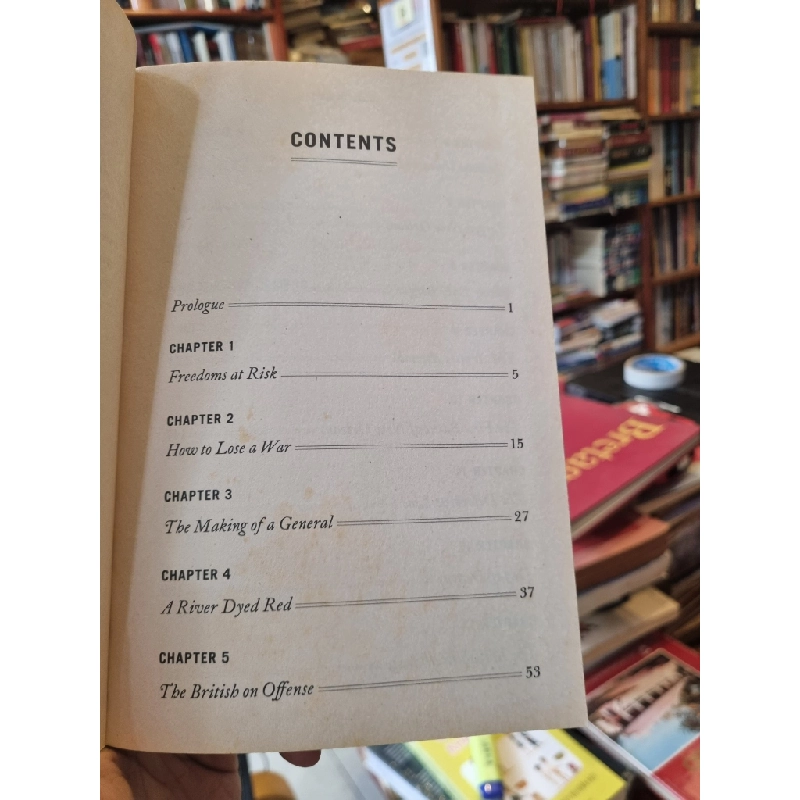 CONTENTS
Prologue 1
CHAPTER 1
Freedoms at Risk 5
CHAPTER 2
How to Lose a War 15
CHAPTER 3
The Making of a General 27
CHAPTER 4
A River Dyed Red 37
CHAPTER 5
The British on Offense 53
Bretag